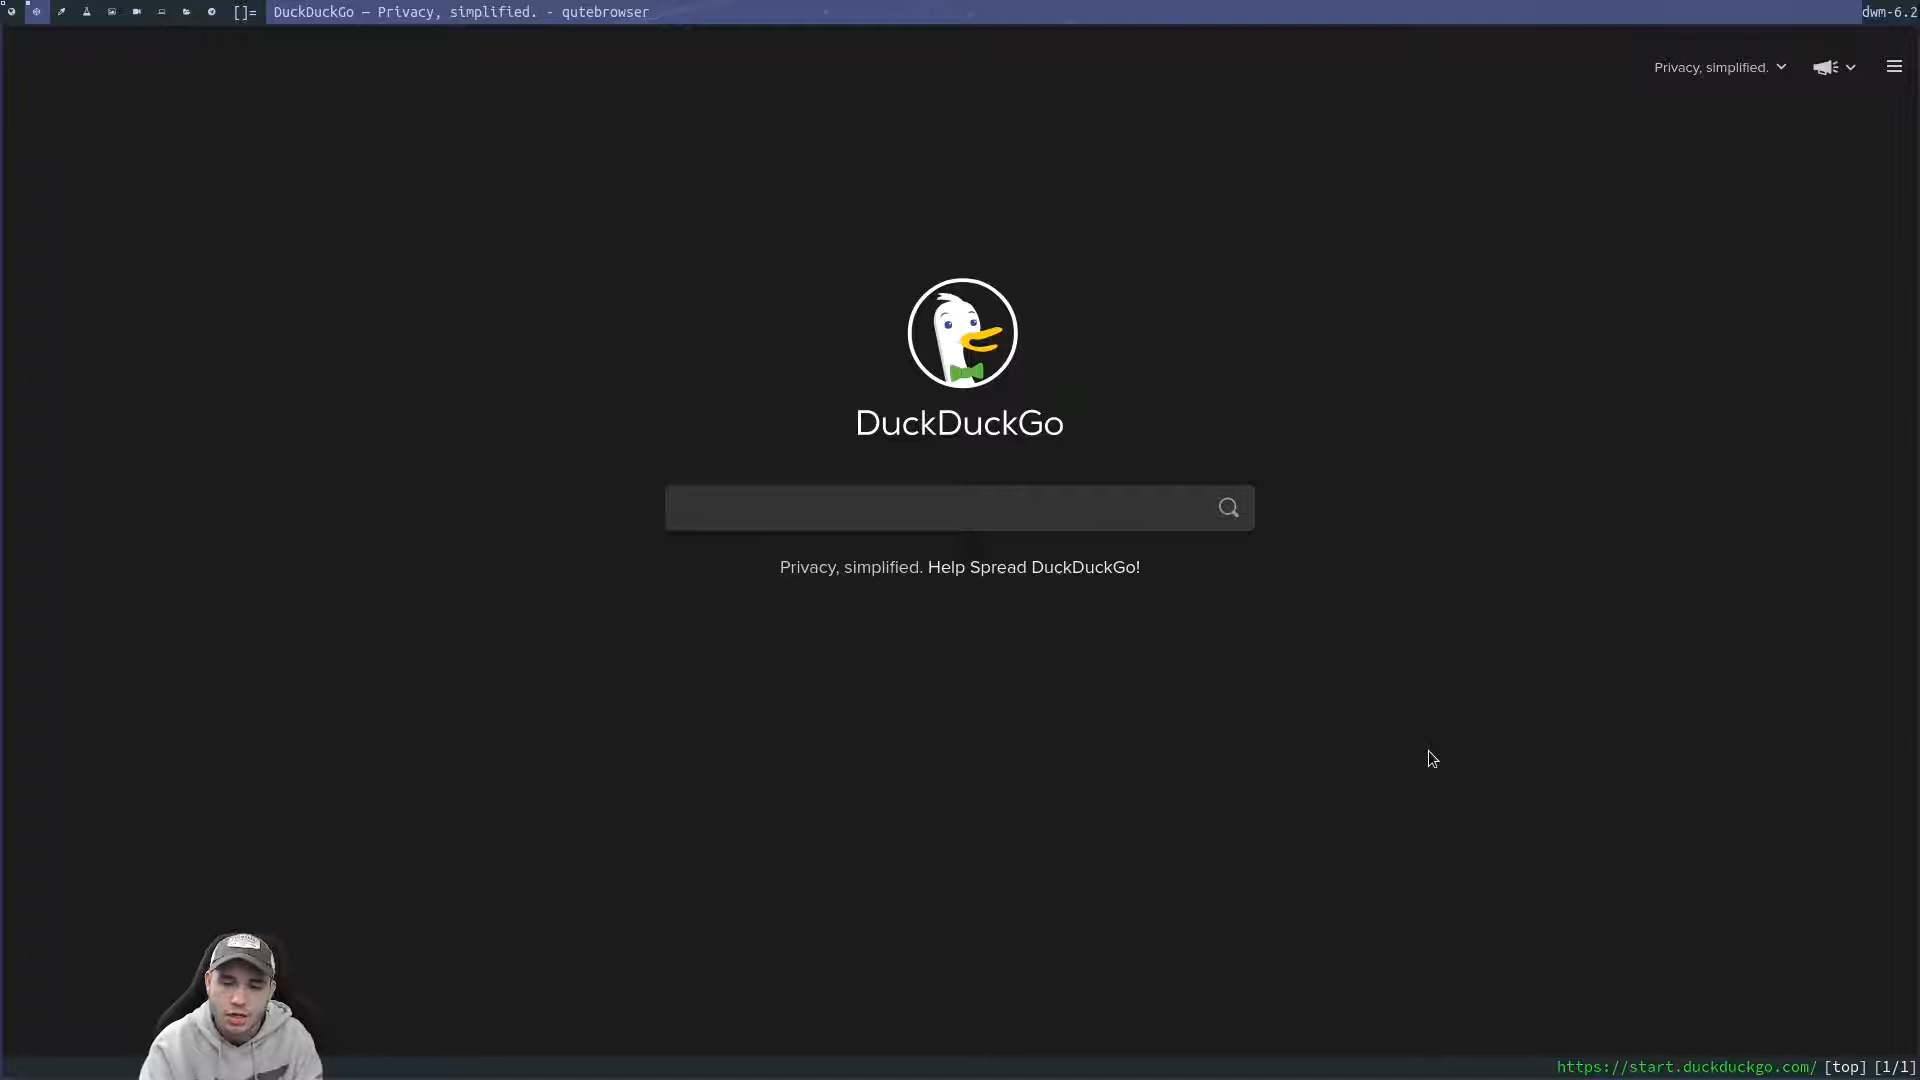 []= DuckDuckGo — Privacy, simplified. - qutebrowser dwm-6.2
Privacy, simplified.
DuckDuckGo
Privacy, simplified. Help Spread DuckDuckGo!
https://start.duckduckgo.com/ [top] [1/1]